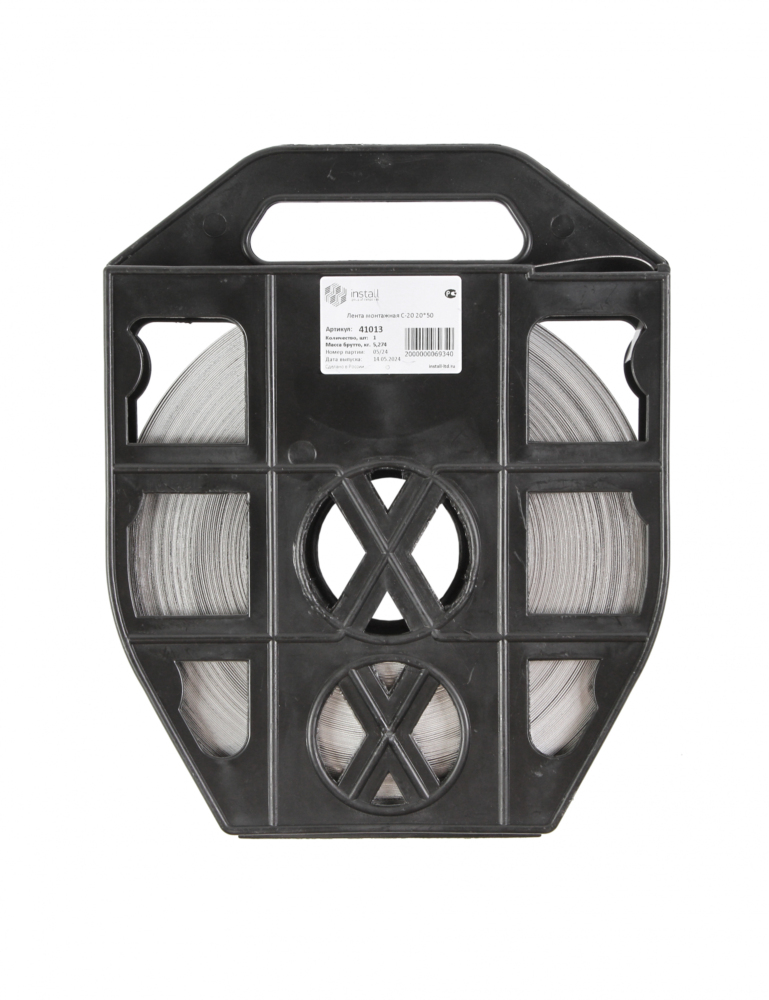 install
group of companies
Лента монтажная С-20 20*50
Артикул: 41013
Количество, шт: 1
Масса брутто, кг. 5,274
Номер партии: 05/24
Дата выпуска: 14.05.2024
Сделано в России
2000000069340
install-ltd.ru